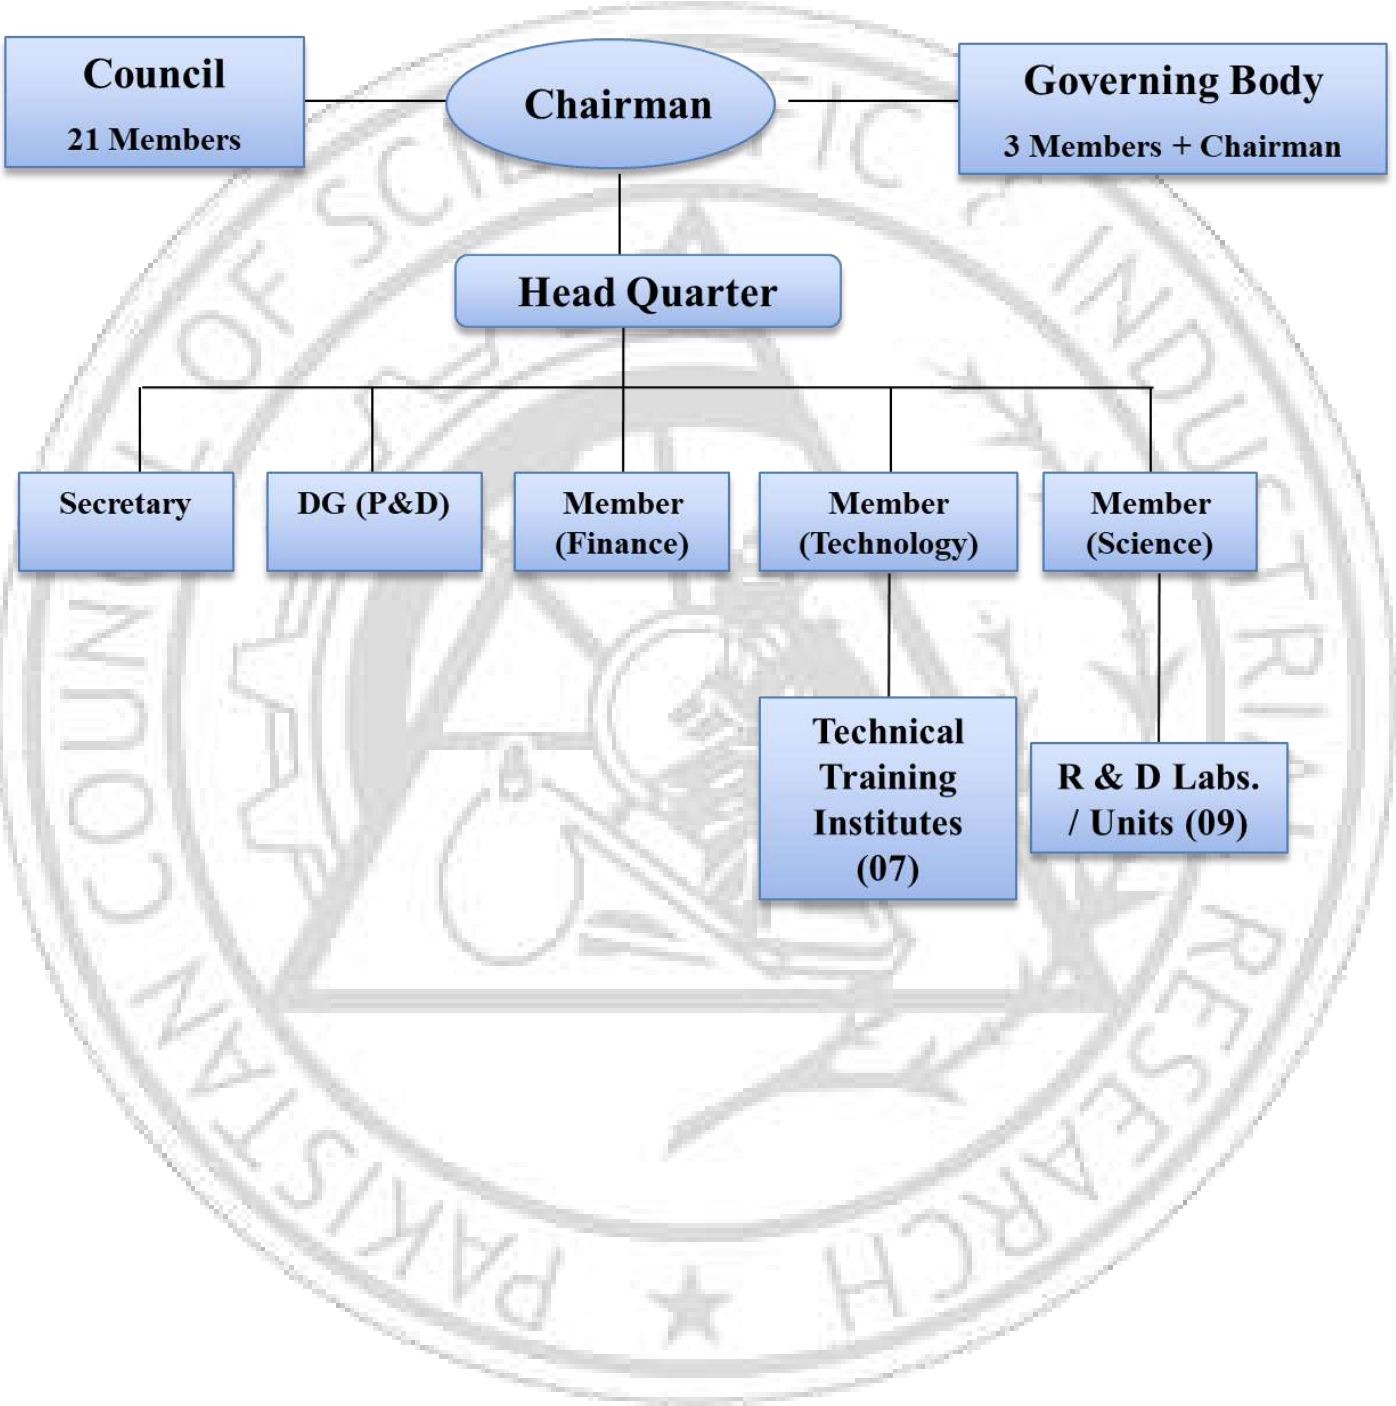 Council
21 Members
Chairman
Governing Body
3 Members + Chairman
Head Quarter
Secretary
DG (P&D)
Member
(Finance)
Member
(Technology)
Member
(Science)
Technical
Training
Institutes
(07)
R & D Labs.
/ Units (09)
PAKISTAN COUNCIL OF SCIENTIFIC & INDUSTRIAL RESEARCH